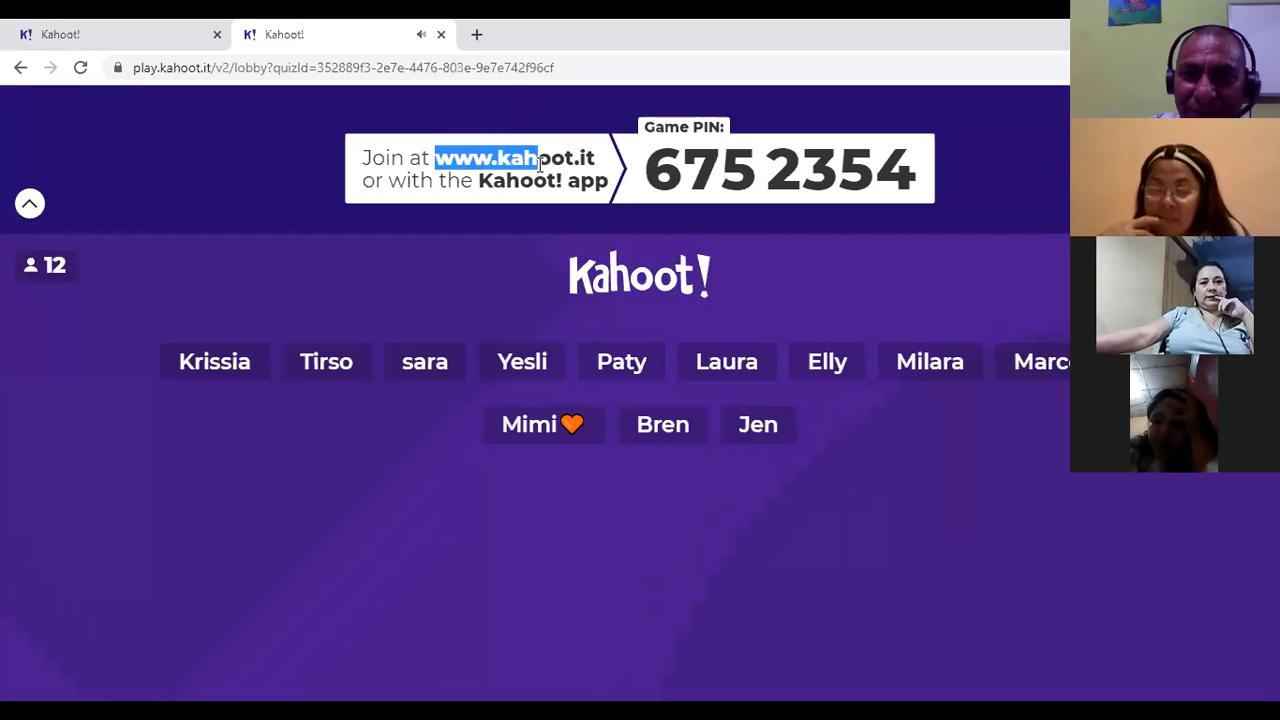 Kahoot!
Kahoot!
play.kahoot.it/v2/lobby?quizId=352889f3-2e7e-4476-803e-9e7e742f96cf
Join at www.kahoot.it
or with the Kahoot! app
Game PIN:
675 2354
12
Kahoot!
Krissia Tirso sara Yesli Paty Laura Elly Milara Marc
Mimi🧡 Bren Jen